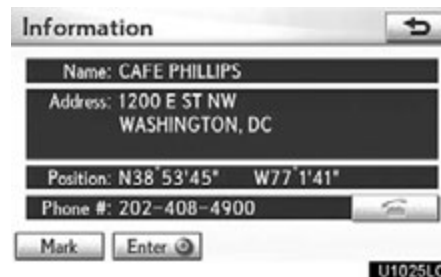 Information
Name: CAFE PHILLIPS
Address: 1200 E ST NW
WASHINGTON, DC
Position: N38°53'45" W77°1'41"
Phone #: 202-408-4900
Mark Enter